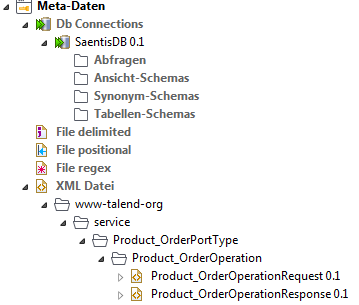 Meta-Daten
Db Connections
SaentisDB 0.1
Abfragen
Ansicht-Schemas
Synonym-Schemas
Tabellen-Schemas
File delimited
File positional
File regex
XML Datei
www-talend-org
service
Product_OrderPortType
Product_OrderOperation
Product_OrderOperationRequest 0.1
Product_OrderOperationResponse 0.1